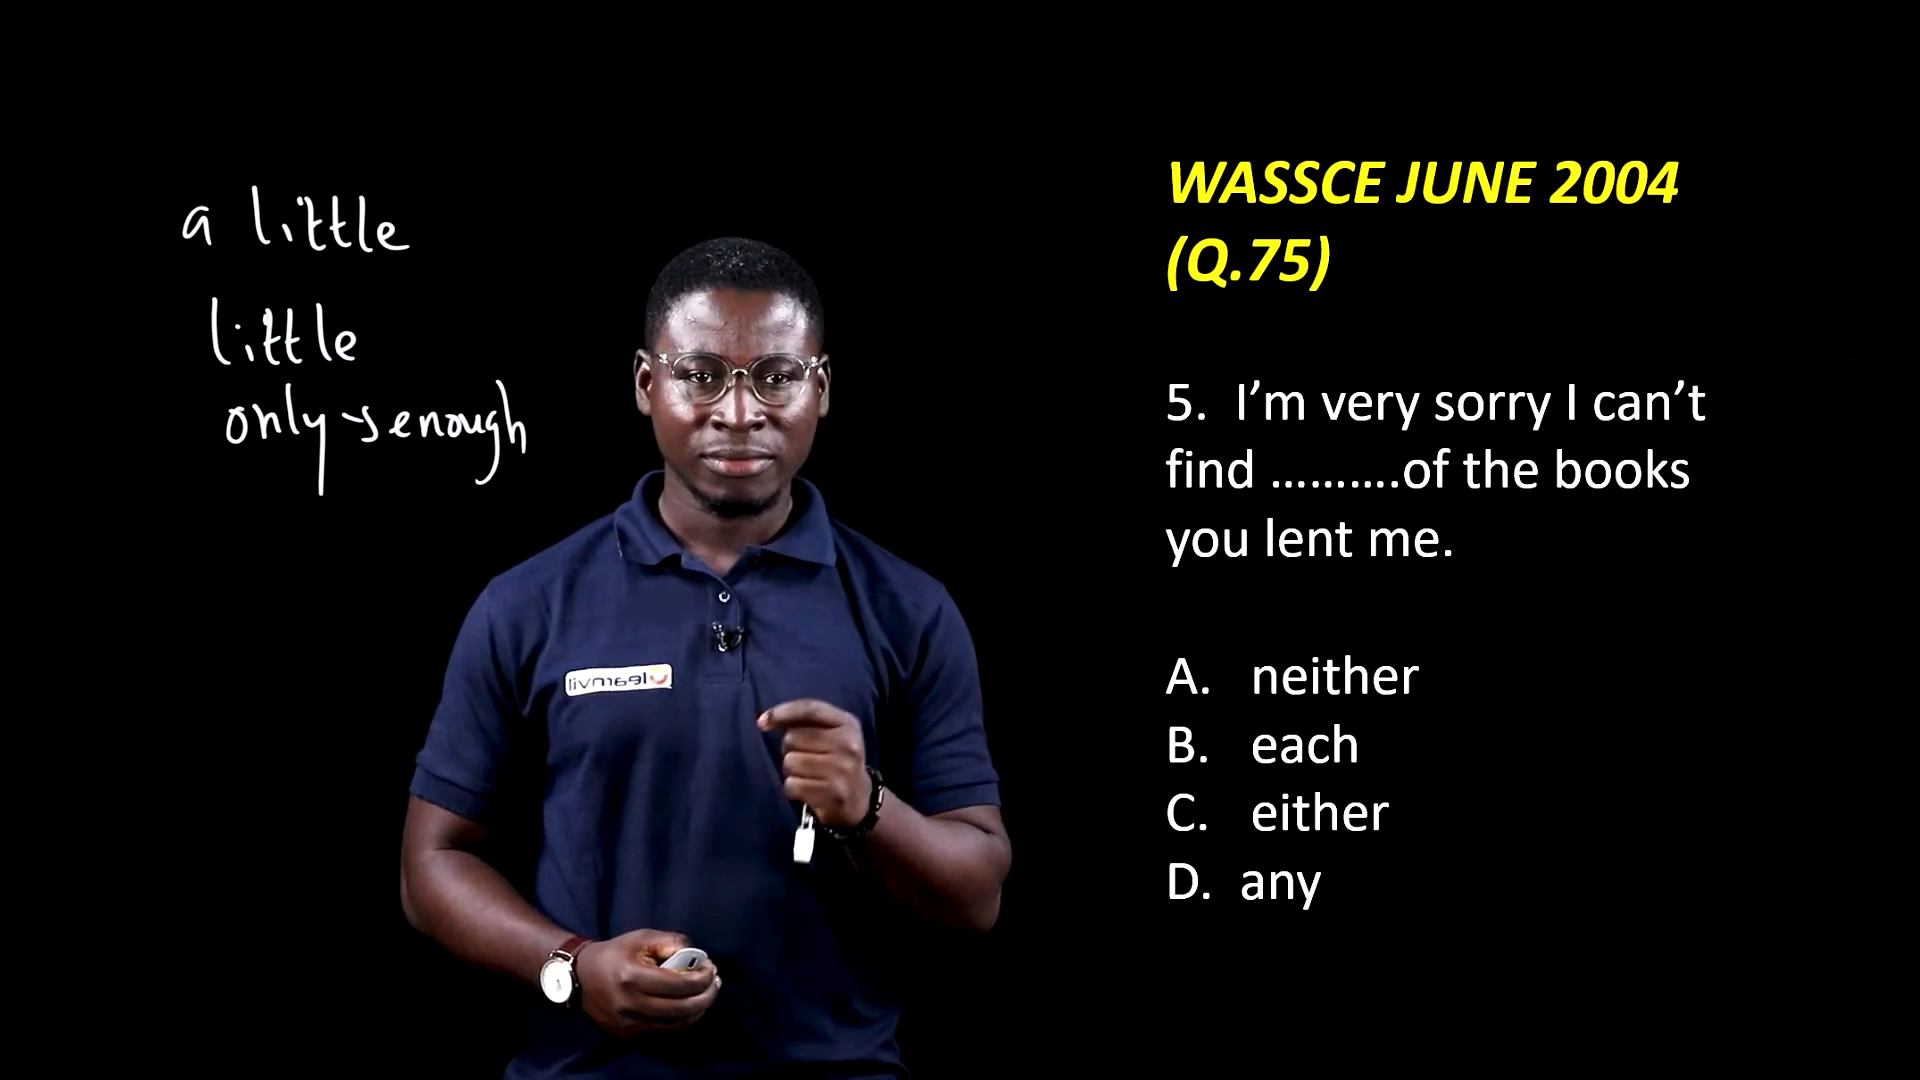 a little
little
only enough
WASSCE JUNE 2004
(Q.75)
5. I'm very sorry I can't
find ……….of the books
you lent me.
A. neither
B. each
C. either
D. any
ulearnvil